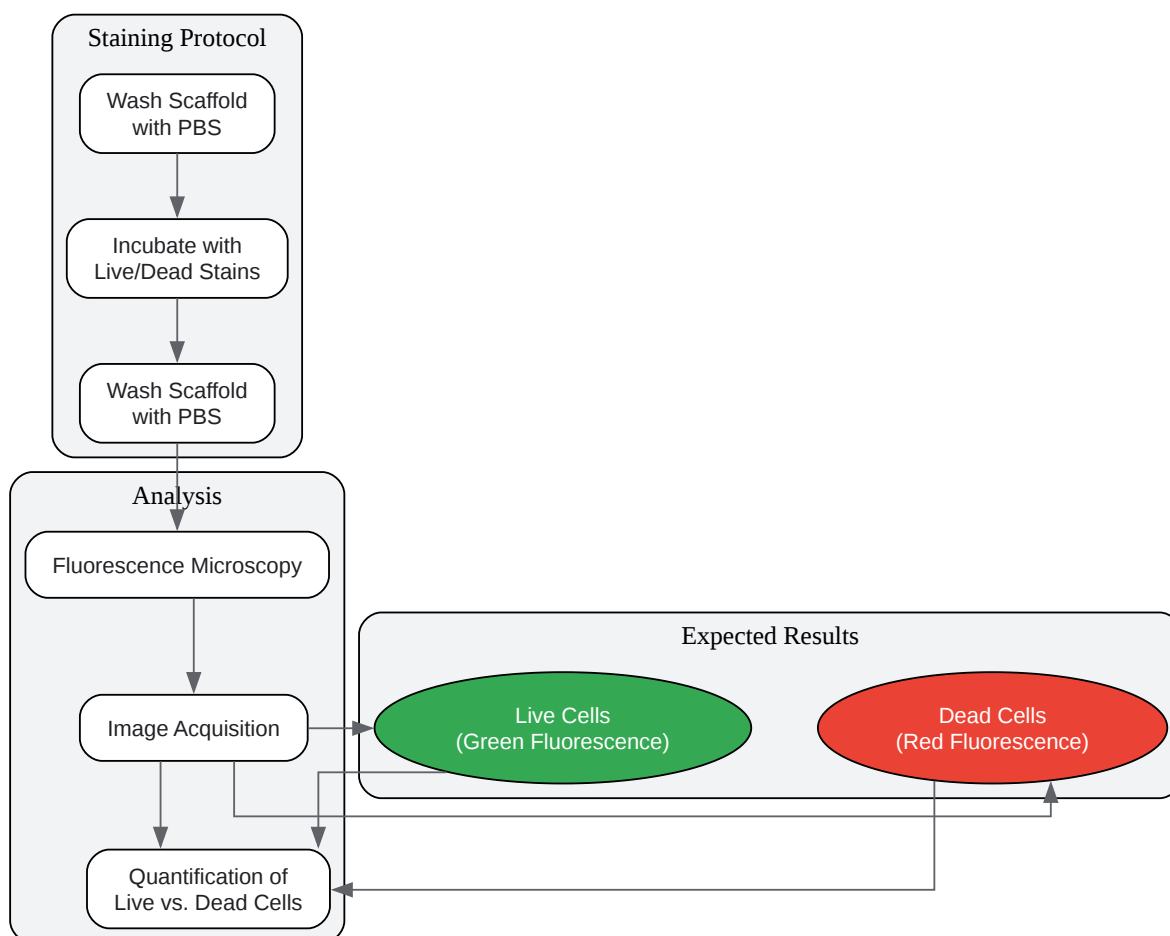 Staining Protocol
Wash Scaffold
with PBS
Incubate with
Live/Dead Stains
Wash Scaffold
with PBS
Analysis
Fluorescence Microscopy
Expected Results
Image Acquisition
Live Cells
(Green Fluorescence)
Dead Cells
(Red Fluorescence)
Quantification of
Live vs. Dead Cells